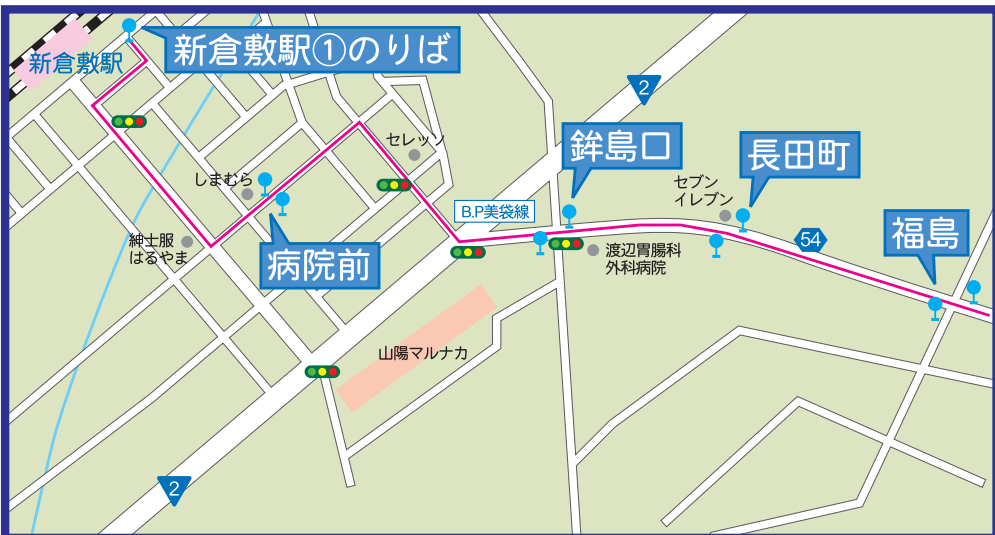 新倉敷駅
新倉敷駅①のりば
2
セレッソ
鉾島口
長田町
しまむら
セブン
イレブン
B.P美袋線
紳士服
はるやま
病院前
渡辺胃腸科
外科病院
54
福島
山陽マルナカ
2